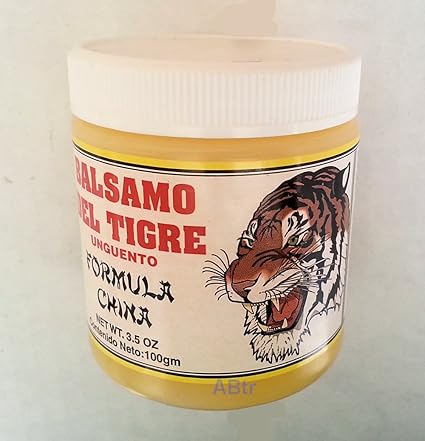 BALSAMO
DEL TIGRE
UNGUENTO
FORMULA
CHINA
NET WT. 3.5 OZ
Contenido Neto:100gm
ABtr